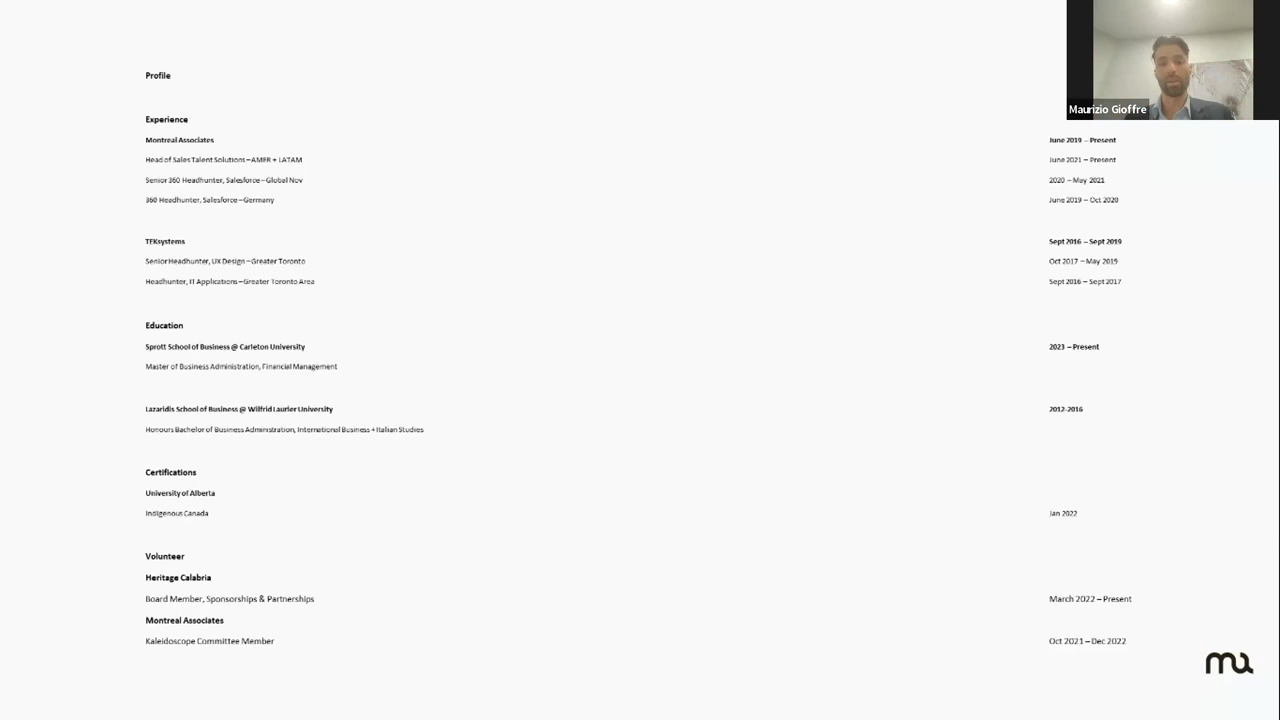 Profile
Maurizio Gioffre
Experience
Montreal Associates June 2019 – Present
Head of Sales Talent Solutions – AMER + LATAM June 2021 – Present
Senior 360 Headhunter, Salesforce – Global Nov 2020 – May 2021
360 Headhunter, Salesforce – Germany June 2019 – Oct 2020
TEKsystems Sept 2016 – Sept 2019
Senior Headhunter, UX Design – Greater Toronto Oct 2017 – May 2019
Headhunter, IT Applications – Greater Toronto Area Sept 2016 – Sept 2017
Education
Sprott School of Business @ Carleton University 2023 – Present
Master of Business Administration, Financial Management
Lazaridis School of Business @ Wilfrid Laurier University 2012-2016
Honours Bachelor of Business Administration, International Business + Italian Studies
Certifications
University of Alberta
Indigenous Canada Jan 2022
Volunteer
Heritage Calabria
Board Member, Sponsorships & Partnerships March 2022 – Present
Montreal Associates
Kaleidoscope Committee Member Oct 2021 – Dec 2022
ma